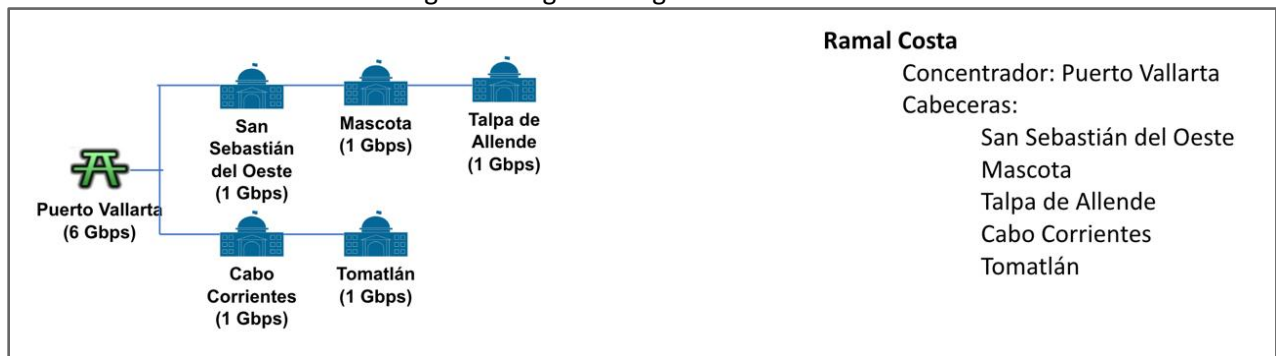 San
Sebastián
del Oeste
(1 Gbps)
Mascota
(1 Gbps)
Talpa de
Allende
(1 Gbps)
Puerto Vallarta
(6 Gbps)
Cabo
Corrientes
(1 Gbps)
Tomatlán
(1 Gbps)
Ramal Costa
Concentrador: Puerto Vallarta
Cabeceras:
San Sebastián del Oeste
Mascota
Talpa de Allende
Cabo Corrientes
Tomatlán